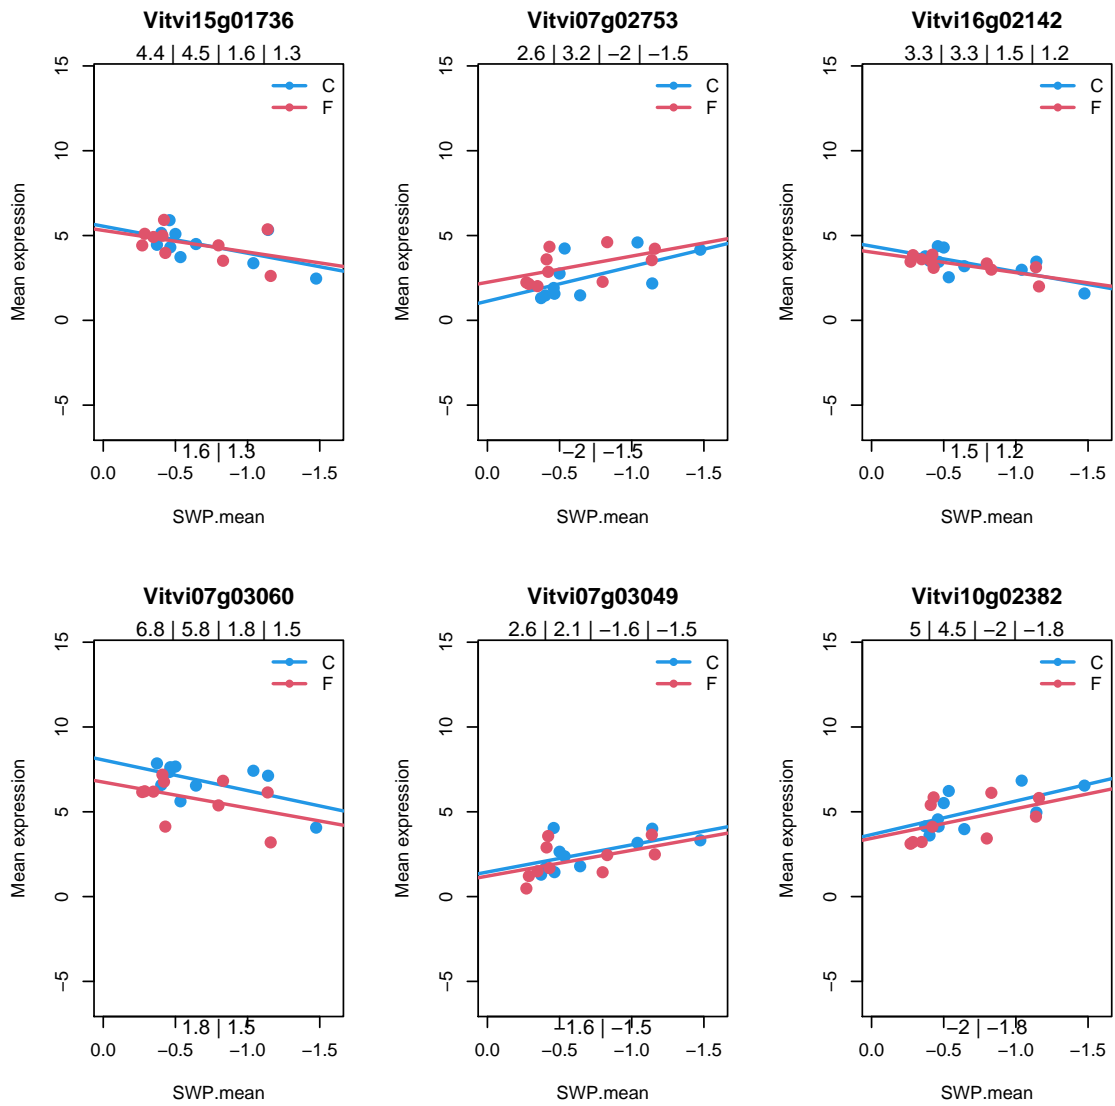 Vitvi15g01736
4.4 | 4.5 | 1.6 | 1.3
C
F
15
10
5
0
−5
Mean expression
1.6 | 1.3
0.0 −0.5 −1.0 −1.5
SWP.mean
Vitvi07g02753
2.6 | 3.2 | −2 | −1.5
C
F
15
10
5
0
−5
Mean expression
−2 | −1.5
0.0 −0.5 −1.0 −1.5
SWP.mean
Vitvi16g02142
3.3 | 3.3 | 1.5 | 1.2
C
F
15
10
5
0
−5
Mean expression
1.5 | 1.2
0.0 −0.5 −1.0 −1.5
SWP.mean
Vitvi07g03060
6.8 | 5.8 | 1.8 | 1.5
C
F
15
10
5
0
−5
Mean expression
1.8 | 1.5
0.0 −0.5 −1.0 −1.5
SWP.mean
Vitvi07g03049
2.6 | 2.1 | −1.6 | −1.5
C
F
15
10
5
0
−5
Mean expression
−1.6 | −1.5
0.0 −0.5 −1.0 −1.5
SWP.mean
Vitvi10g02382
5 | 4.5 | −2 | −1.8
C
F
15
10
5
0
−5
Mean expression
−2 | −1.8
0.0 −0.5 −1.0 −1.5
SWP.mean